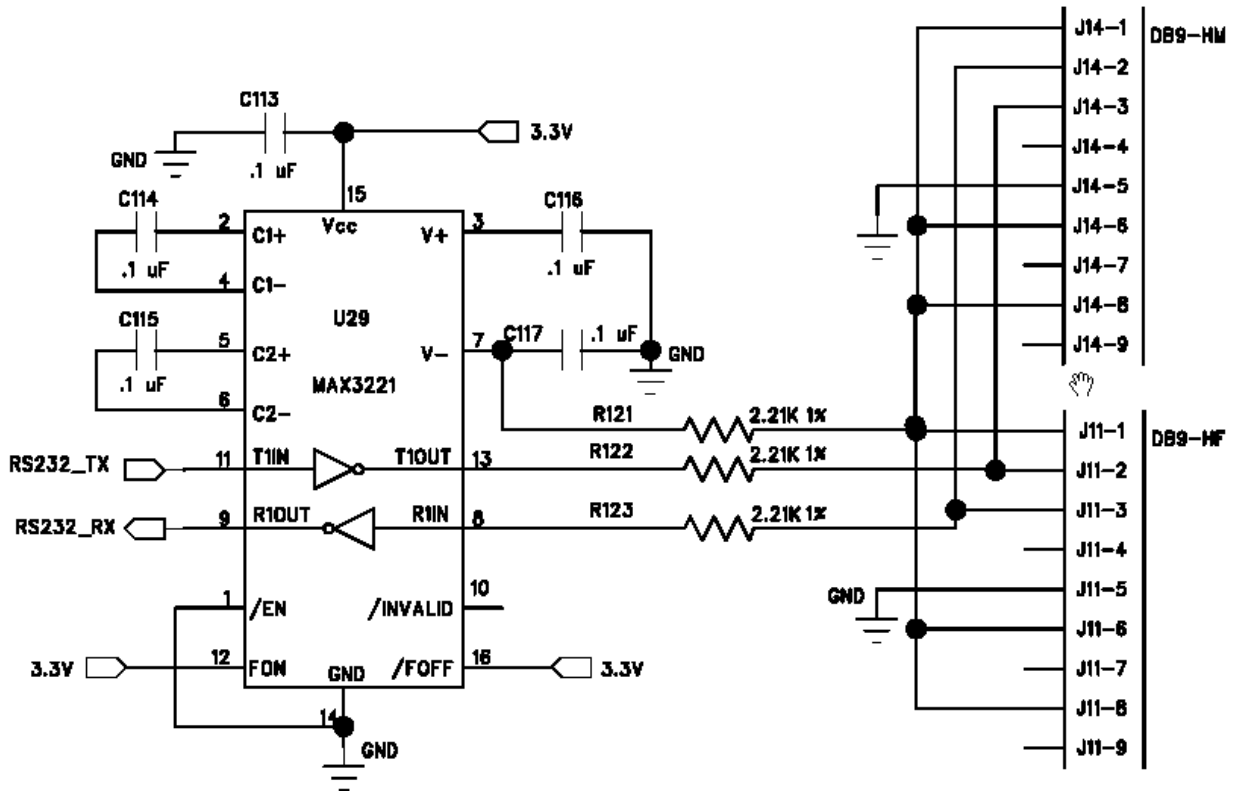 J14-1 DB9-HM
J14-2
C113
J14-3
3.3V
GND .1 uF
J14-4
15
J14-5
C114 C116
2 C1+ Vcc V+ 3
J14-6
.1 uF .1 uF
J14-7
4 C1-
J14-8
C115 U29 C117 .1 uF
5 C2+ V- 7 GND
J14-9
.1 uF MAX3221
6 C2-
R121 2.21K 1% J11-1 DB9-HF
RS232_TX 11 T1IN T1OUT 13 R122 2.21K 1% J11-2
RS232_RX 9 R1OUT R1IN 8 R123 2.21K 1% J11-3
J11-4
1 /EN /INVALID 10 GND J11-5
J11-6
3.3V 12 FON GND /FOFF 16 3.3V J11-7
14 J11-8
GND J11-9